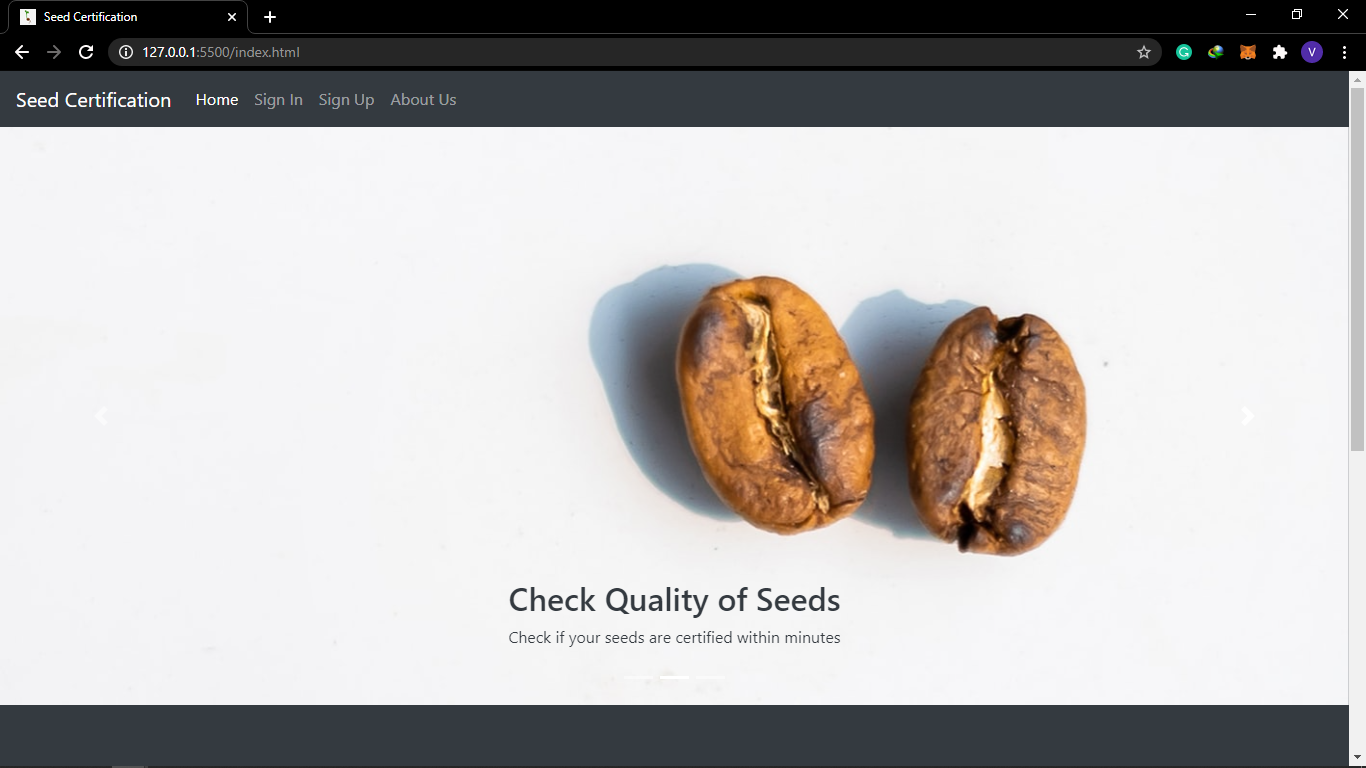 Seed Certification
127.0.0.1:5500/index.html
V
Seed Certification Home Sign In Sign Up About Us
Check Quality of Seeds
Check if your seeds are certified within minutes